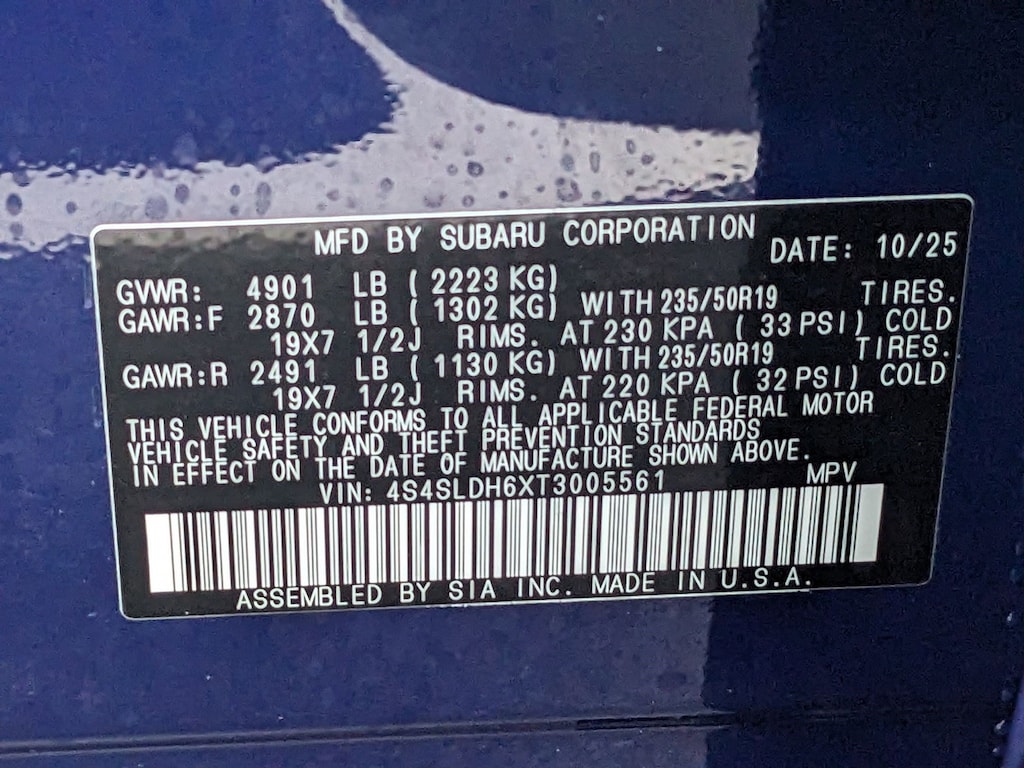 MFD BY SUBARU CORPORATION DATE: 10/25
GVWR: 4901 LB ( 2223 KG)
GAWR:F 2870 LB ( 1302 KG) WITH 235/50R19 TIRES.
19X7 1/2J RIMS. AT 230 KPA ( 33 PSI) COLD
GAWR:R 2491 LB ( 1130 KG) WITH 235/50R19 TIRES.
19X7 1/2J RIMS. AT 220 KPA ( 32 PSI) COLD
THIS VEHICLE CONFORMS TO ALL APPLICABLE FEDERAL MOTOR
VEHICLE SAFETY AND THEFT PREVENTION STANDARDS
IN EFFECT ON THE DATE OF MANUFACTURE SHOWN ABOVE.
VIN: 4S4SLDH6XT3005561 MPV
ASSEMBLED BY SIA INC. MADE IN U.S.A.